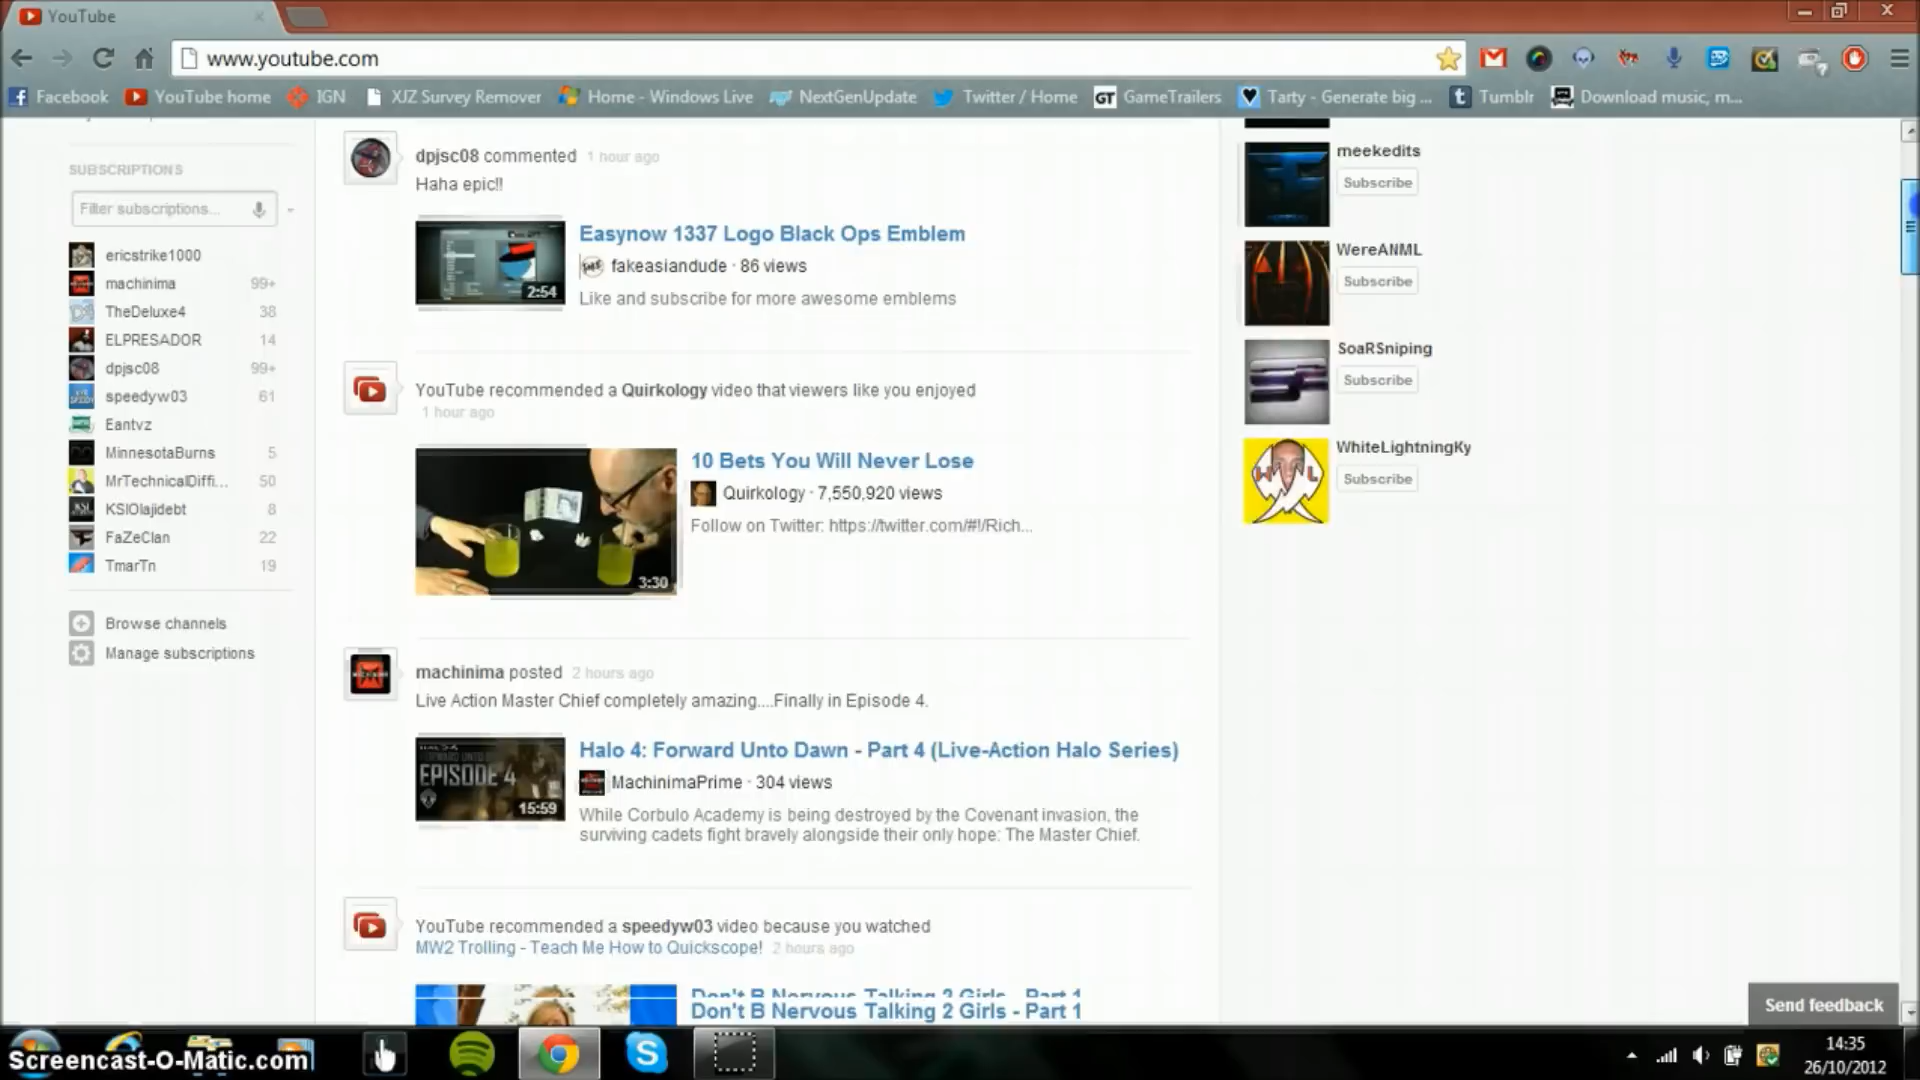 YouTube
www.youtube.com
Facebook YouTube home IGN XJZ Survey Remover Home - Windows Live NextGenUpdate Twitter / Home GT GameTrailers Tarty - Generate big ... Tumblr Download music, m...
SUBSCRIPTIONS
Filter subscriptions...
ericstrike1000
machinima 99+
TheDeluxe4 38
ELPRESADOR 14
dpjsc08 99+
speedyw03 61
Eantvz
MinnesotaBurns 5
MrTechnicalDiffi... 50
KSIOlajidebt 8
FaZeClan 22
TmarTn 19
Browse channels
Manage subscriptions
dpjsc08 commented 1 hour ago
Haha epic!!
2:54
Easynow 1337 Logo Black Ops Emblem
fakeasiandude · 86 views
Like and subscribe for more awesome emblems
YouTube recommended a Quirkology video that viewers like you enjoyed
1 hour ago
3:30
10 Bets You Will Never Lose
Quirkology · 7,550,920 views
Follow on Twitter: https://twitter.com/#!/Rich...
machinima posted 2 hours ago
Live Action Master Chief completely amazing....Finally in Episode 4.
EPISODE 4
15:59
Halo 4: Forward Unto Dawn - Part 4 (Live-Action Halo Series)
MachinimaPrime · 304 views
While Corbulo Academy is being destroyed by the Covenant invasion, the
surviving cadets fight bravely alongside their only hope: The Master Chief.
YouTube recommended a speedyw03 video because you watched
MW2 Trolling - Teach Me How to Quickscope! 2 hours ago
Don't B Nervous Talking 2 Girls - Part 1
Don't B Nervous Talking 2 Girls - Part 1
meekedits
Subscribe
WereANML
Subscribe
SoaRSniping
Subscribe
WhiteLightningKy
Subscribe
Send feedback
Screencast-O-Matic.com
14:35
26/10/2012